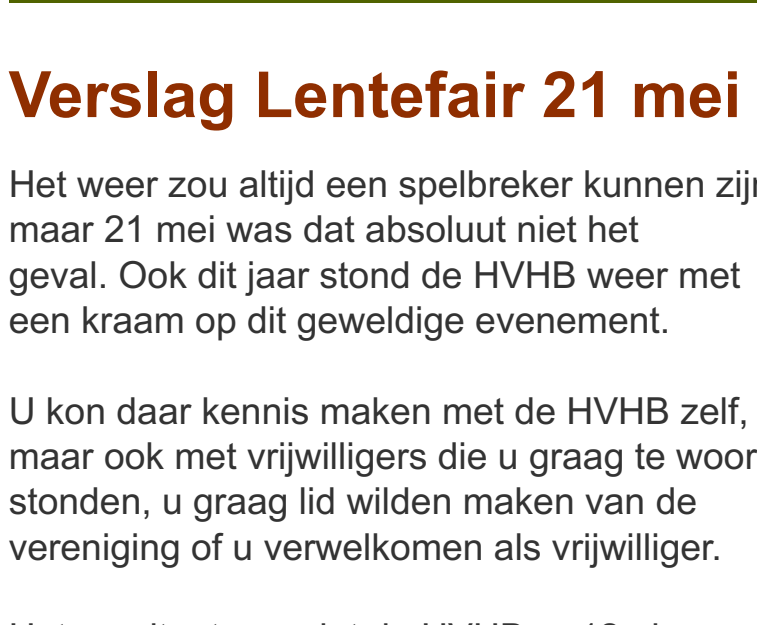 Verslag Lentefair 21 mei
Het weer zou altijd een spelbreker kunnen zijn
maar 21 mei was dat absoluut niet het
geval. Ook dit jaar stond de HVHB weer met
een kraam op dit geweldige evenement.
U kon daar kennis maken met de HVHB zelf,
maar ook met vrijwilligers die u graag te woor
stonden, u graag lid wilden maken van de
vereniging of u verwelkomen als vrijwilliger.